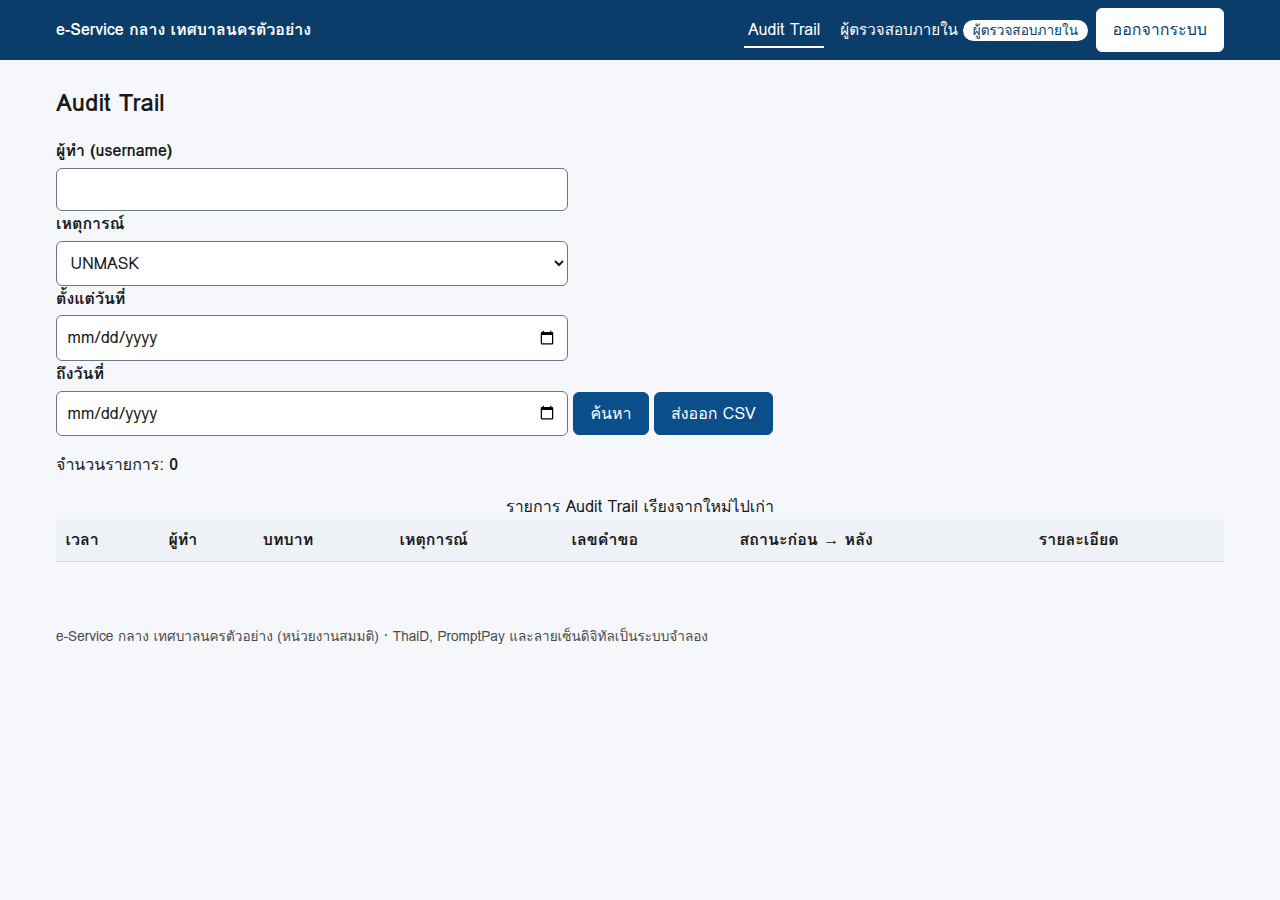 e-Service กลาง เทศบาลนครตัวอย่าง
Audit Trail
ผู้ตรวจสอบภายใน
ผู้ตรวจสอบภายใน
ออกจากระบบ
Audit Trail
ผู้ทำ (username)
เหตุการณ์
UNMASK
ตั้งแต่วันที่
mm/dd/yyyy
ถึงวันที่
mm/dd/yyyy
ค้นหา
ส่งออก CSV
จำนวนรายการ: 0
รายการ Audit Trail เรียงจากใหม่ไปเก่า
เวลา ผู้ทำ บทบาท เหตุการณ์ เลขคำขอ สถานะก่อน → หลัง รายละเอียด
e-Service กลาง เทศบาลนครตัวอย่าง (หน่วยงานสมมติ) · ThaiD, PromptPay และลายเซ็นดิจิทัลเป็นระบบจำลอง